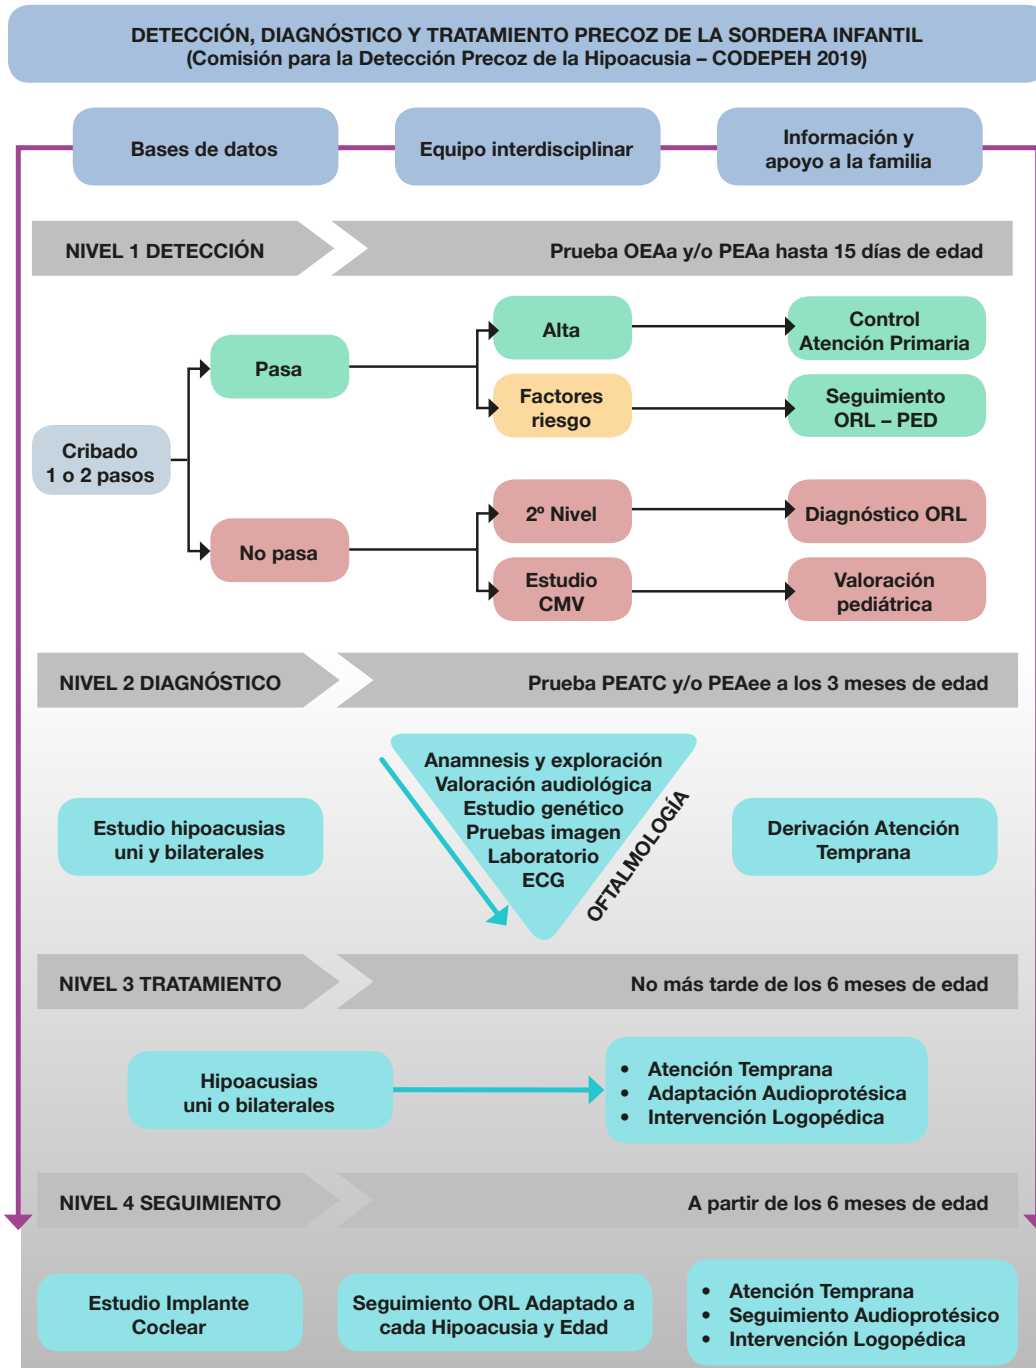 DETECCIÓN, DIAGNÓSTICO Y TRATAMIENTO PRECOZ DE LA SORDERA INFANTIL
(Comisión para la Detección Precoz de la Hipoacusia – CODEPEH 2019)
Bases de datos
Equipo interdisciplinar
Información y
apoyo a la familia
NIVEL 1 DETECCIÓN
Prueba OEAa y/o PEAa hasta 15 días de edad
Cribado
1 o 2 pasos
Pasa
Alta
Control
Atención Primaria
Factores
riesgo
Seguimiento
ORL – PED
No pasa
2º Nivel
Diagnóstico ORL
Estudio
CMV
Valoración
pediátrica
NIVEL 2 DIAGNÓSTICO
Prueba PEATC y/o PEAee a los 3 meses de edad
Estudio hipoacusias
uni y bilaterales
Anamnesis y exploración
Valoración audiológica
Estudio genético
Pruebas imagen
Laboratorio
ECG
OFTALMOLOGÍA
Derivación Atención
Temprana
NIVEL 3 TRATAMIENTO
No más tarde de los 6 meses de edad
Hipoacusias
uni o bilaterales
• Atención Temprana
• Adaptación Audioprotésica
• Intervención Logopédica
NIVEL 4 SEGUIMIENTO
A partir de los 6 meses de edad
Estudio Implante
Coclear
Seguimiento ORL Adaptado a
cada Hipoacusia y Edad
• Atención Temprana
• Seguimiento Audioprotésico
• Intervención Logopédica